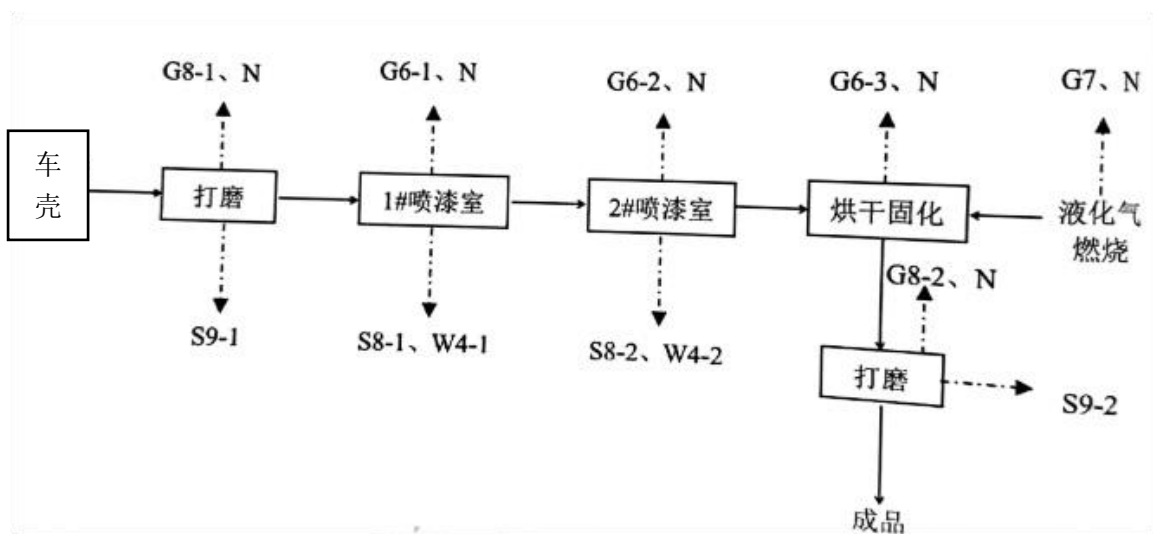 G8-1、N
G6-1、N
G6-2、N
G6-3、N
G7、N
车
壳
打磨
1#喷漆室
2#喷漆室
烘干固化
液化气
燃烧
S9-1
S8-1、W4-1
S8-2、W4-2
G8-2、N
打磨
S9-2
成品